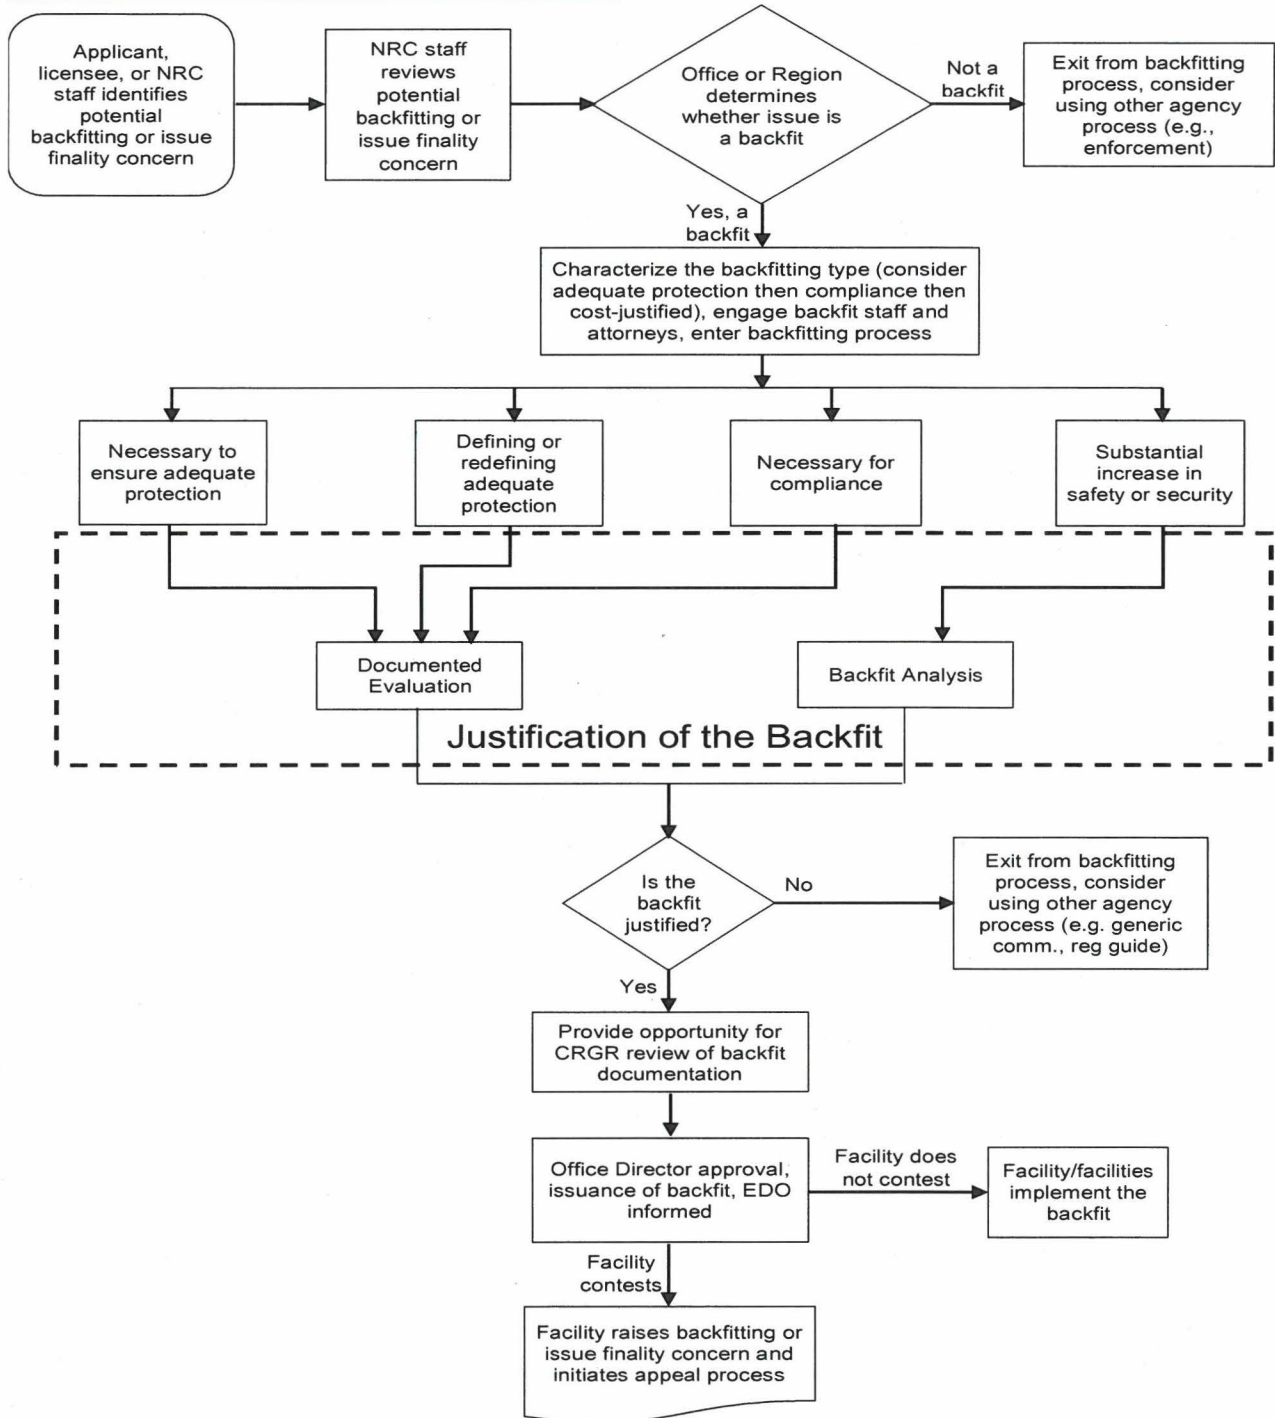 Applicant,
licensee, or NRC
staff identifies
potential
backfitting or issue
finality concern
NRC staff
reviews
potential
backfitting or
issue finality
concern
Office or Region
determines
whether issue is
a backfit
Not a
backfit
Exit from backfitting
process, consider
using other agency
process (e.g.,
enforcement)
Yes, a
backfit
Characterize the backfitting type (consider
adequate protection then compliance then
cost-justified), engage backfit staff and
attorneys, enter backfitting process
Necessary to
ensure adequate
protection
Defining or
redefining
adequate
protection
Necessary for
compliance
Substantial
increase in
safety or security
Documented
Evaluation
Backfit Analysis
Justification of the Backfit
Is the
backfit
justified?
No
Exit from backfitting
process, consider
using other agency
process (e.g. generic
comm., reg guide)
Yes
Provide opportunity for
CRGR review of backfit
documentation
Office Director approval,
issuance of backfit, EDO
informed
Facility does
not contest
Facility/facilities
implement the
backfit
Facility
contests
Facility raises backfitting or
issue finality concern and
initiates appeal process